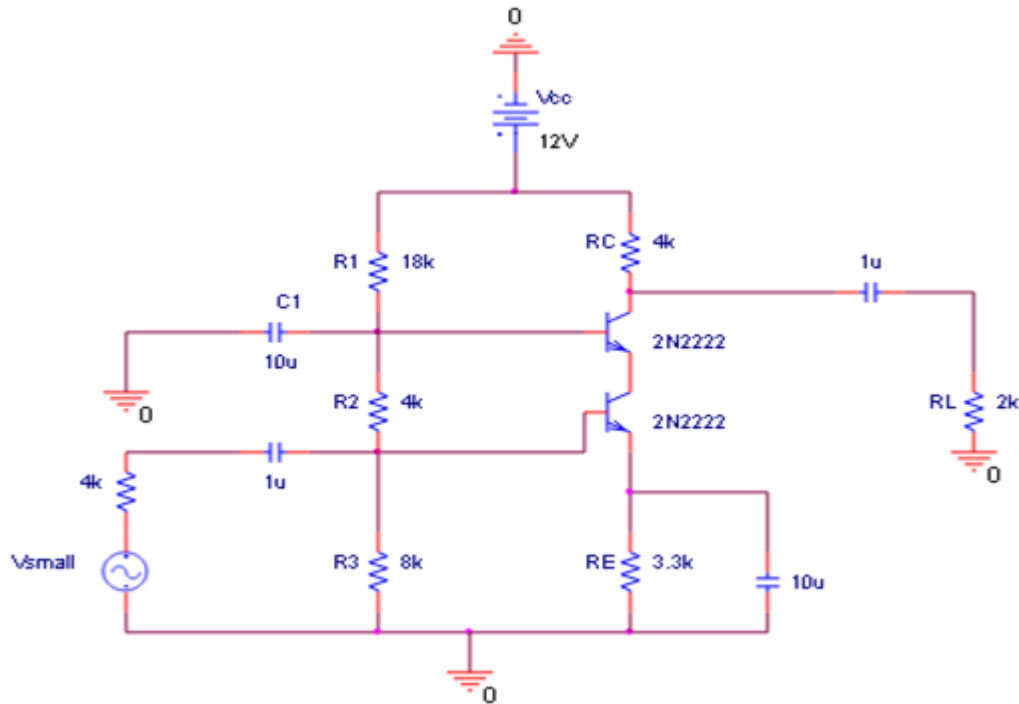 0
Vcc
12V
R1 18k
RC 4k
1u
C1
10u
2N2222
0
R2 4k
2N2222
RL 2k
4k
1u
0
Vsmall
R3 8k
RE 3.3k
10u
0